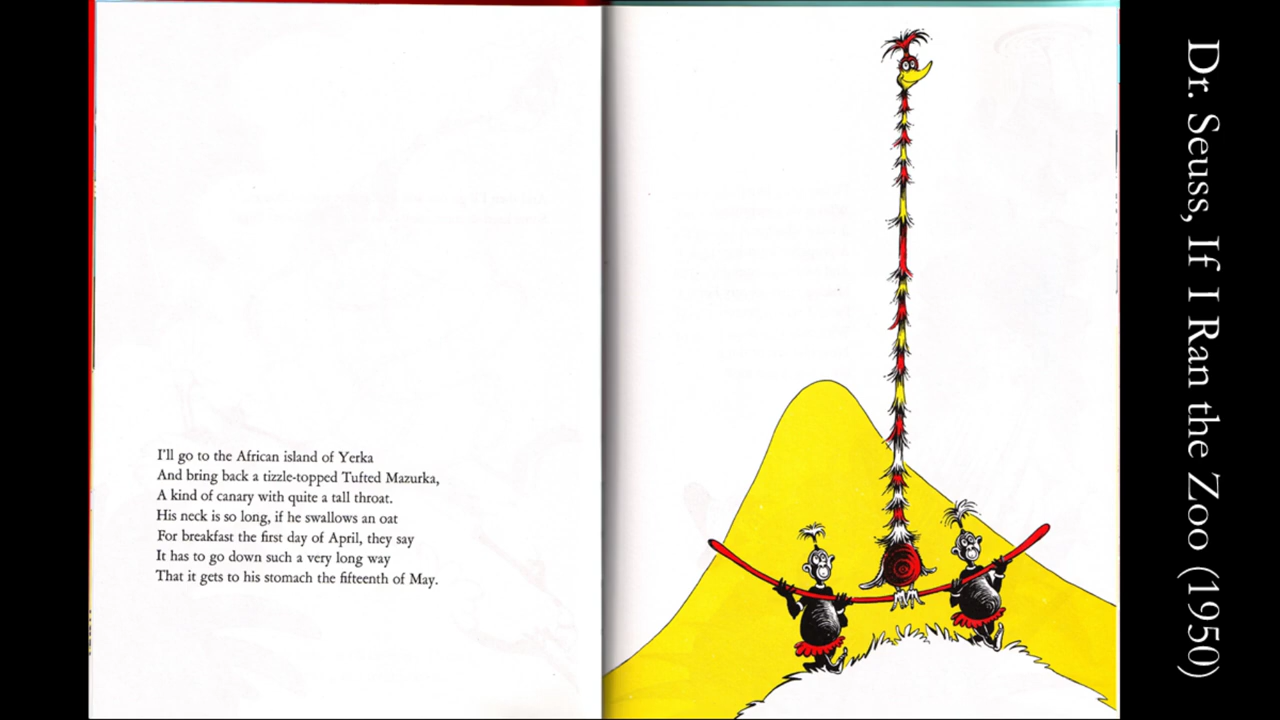 I'll go to the African island of Yerka
And bring back a tizzle-topped Tufted Mazurka,
A kind of canary with quite a tall throat.
His neck is so long, if he swallows an oat
For breakfast the first day of April, they say
It has to go down such a very long way
That it gets to his stomach the fifteenth of May.
Dr. Seuss, If I Ran the Zoo (1950)